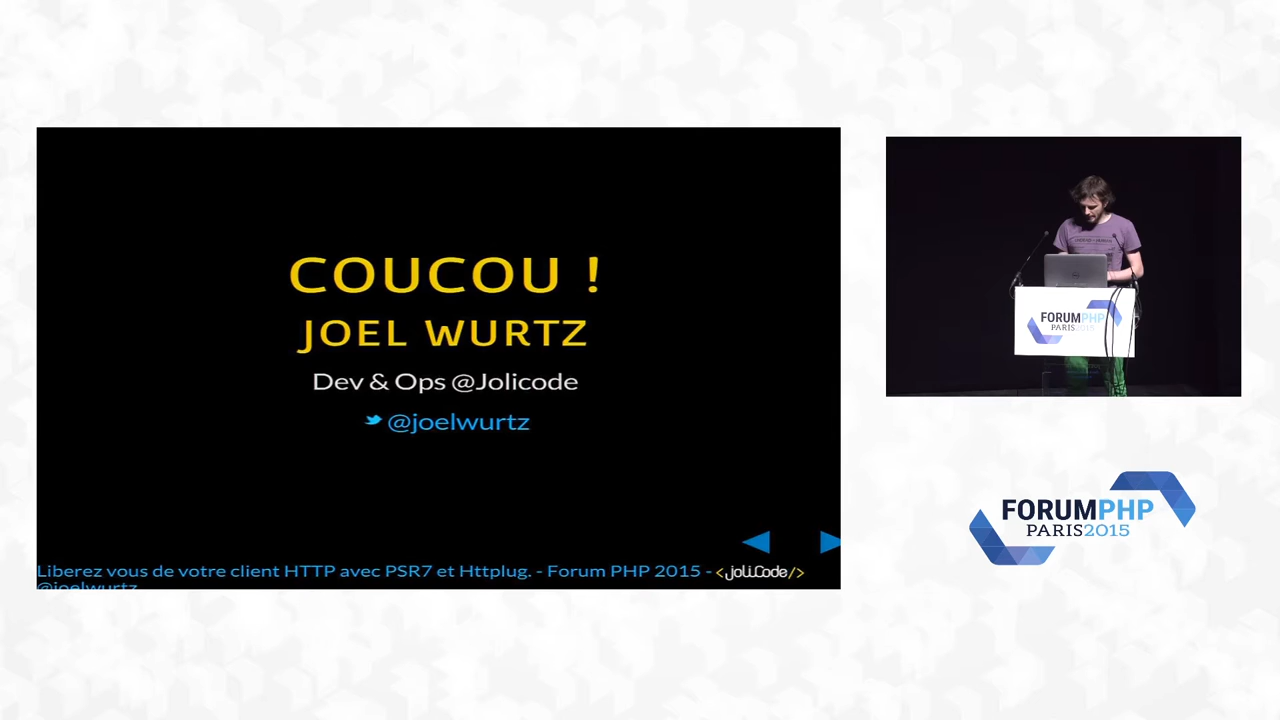 COUCOU !
JOEL WURTZ
Dev & Ops @Jolicode
@joelwurtz
Liberez vous de votre client HTTP avec PSR7 et Httplug. - Forum PHP 2015 -
@joelwurtz
<joliCode/>
FORUMPHP
PARIS2015
FORUMPHP
PARIS2015